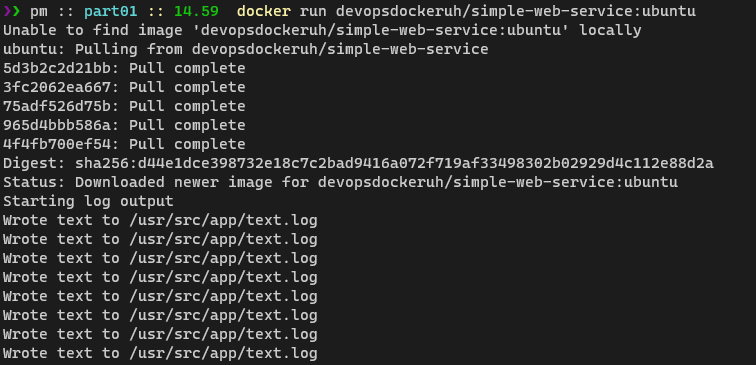 ❯❯ pm :: part01 :: 14.59  docker run devopsdockeruh/simple-web-service:ubuntu
Unable to find image 'devopsdockeruh/simple-web-service:ubuntu' locally
ubuntu: Pulling from devopsdockeruh/simple-web-service
5d3b2c2d21bb: Pull complete
3fc2062ea667: Pull complete
75adf526d75b: Pull complete
965d4bbb586a: Pull complete
4f4fb700ef54: Pull complete
Digest: sha256:d44e1dce398732e18c7c2bad9416a072f719af33498302b02929d4c112e88d2a
Status: Downloaded newer image for devopsdockeruh/simple-web-service:ubuntu
Starting log output
Wrote text to /usr/src/app/text.log
Wrote text to /usr/src/app/text.log
Wrote text to /usr/src/app/text.log
Wrote text to /usr/src/app/text.log
Wrote text to /usr/src/app/text.log
Wrote text to /usr/src/app/text.log
Wrote text to /usr/src/app/text.log
Wrote text to /usr/src/app/text.log